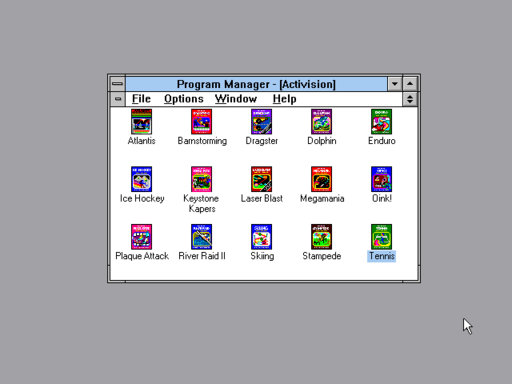 Program Manager - [Activision]
File Options Window Help
Atlantis Barnstorming Dragster Dolphin Enduro
Ice Hockey Keystone Kapers Laser Blast Megamania Oink!
Plaque Attack River Raid II Skiing Stampede Tennis